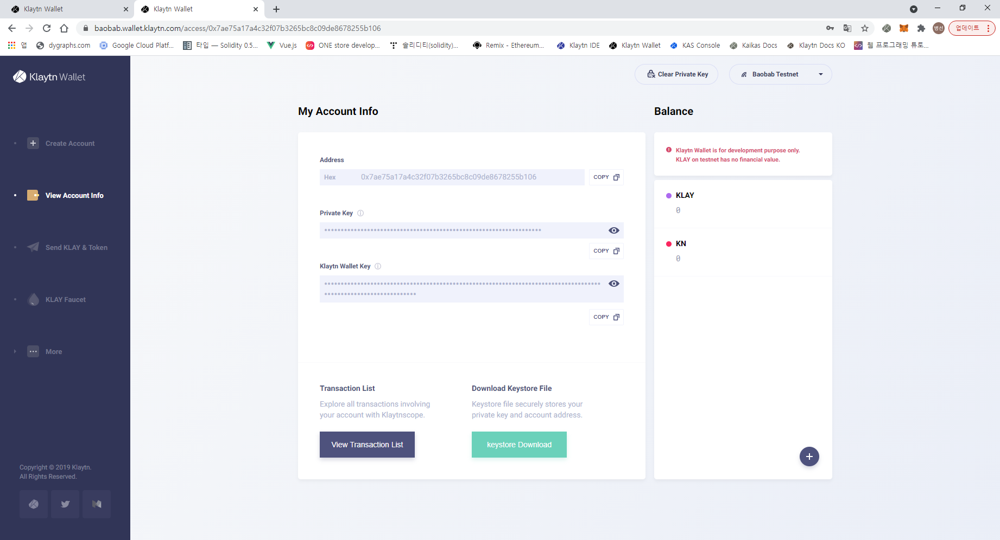 Klaytn Wallet
Klaytn Wallet
baobab.wallet.klaytn.com/access/0x7ae75a17a4c32f07b3265bc8c09de8678255b106
병선
업데이트
앱
dygraphs.com
Google Cloud Platf...
타입 — Solidity 0.5...
Vue.js
ONE store develop...
솔리디티(solidity)...
Remix - Ethereum...
Klaytn IDE
Klaytn Wallet
KAS Console
Kaikas Docs
Klaytn Docs KO
웹 프로그래밍 튜토...
Klaytn Wallet
Create Account
View Account Info
Send KLAY & Token
KLAY Faucet
More
Copyright © 2019 Klaytn.
All Rights Reserved.
Clear Private Key
Baobab Testnet
My Account Info
Address
Hex 0x7ae75a17a4c32f07b3265bc8c09de8678255b106
COPY
Private Key
COPY
Klaytn Wallet Key
COPY
Transaction List
Explore all transactions involving
your account with Klaytnscope.
View Transaction List
Download Keystore File
Keystore file securely stores your
private key and account address.
keystore Download
Balance
Klaytn Wallet is for development purpose only.
KLAY on testnet has no financial value.
KLAY
0
KN
0